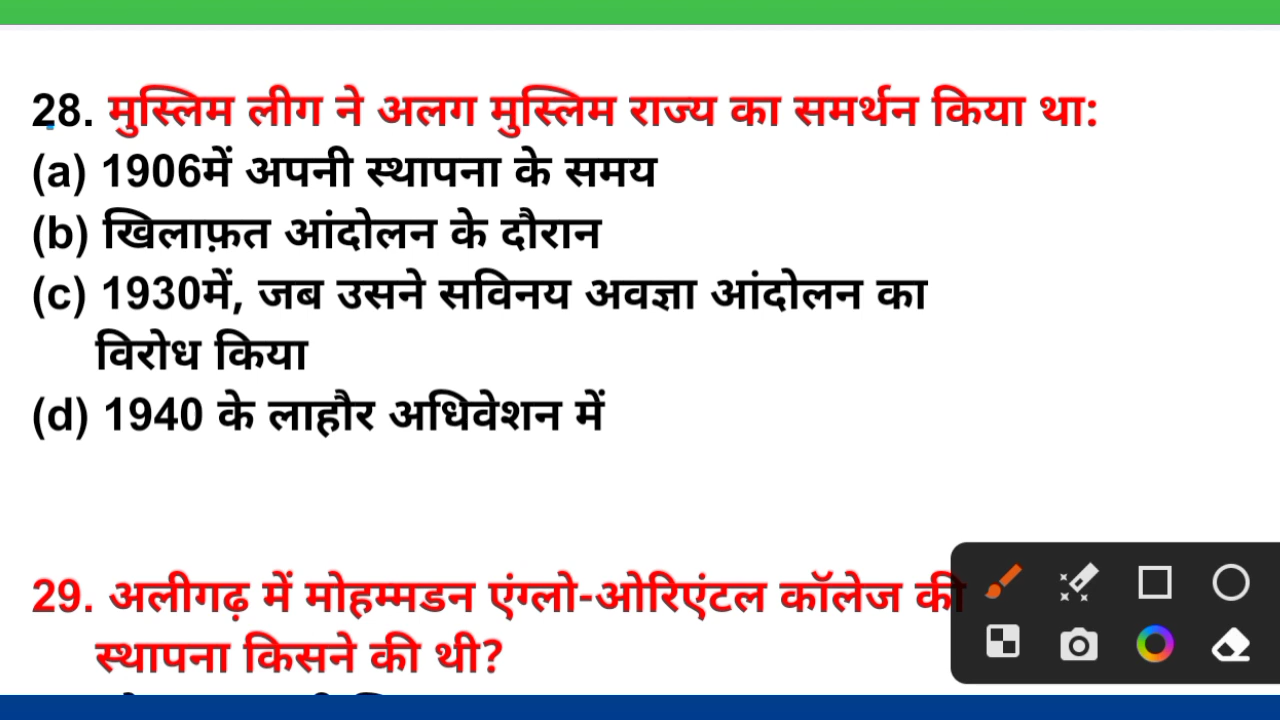 28. मुस्लिम लीग ने अलग मुस्लिम राज्य का समर्थन किया था:
(a) 1906में अपनी स्थापना के समय
(b) खिलाफ़त आंदोलन के दौरान
(c) 1930में, जब उसने सविनय अवज्ञा आंदोलन का
विरोध किया
(d) 1940 के लाहौर अधिवेशन में
29. अलीगढ़ में मोहम्मडन एंग्लो-ओरिएंटल कॉलेज की
स्थापना किसने की थी?